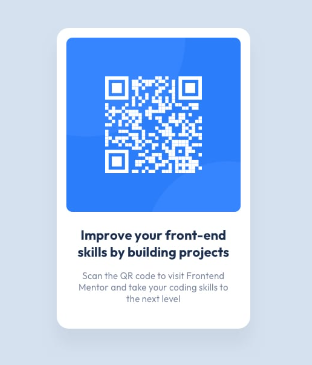 Improve your front-end
skills by building projects
Scan the QR code to visit Frontend
Mentor and take your coding skills to
the next level